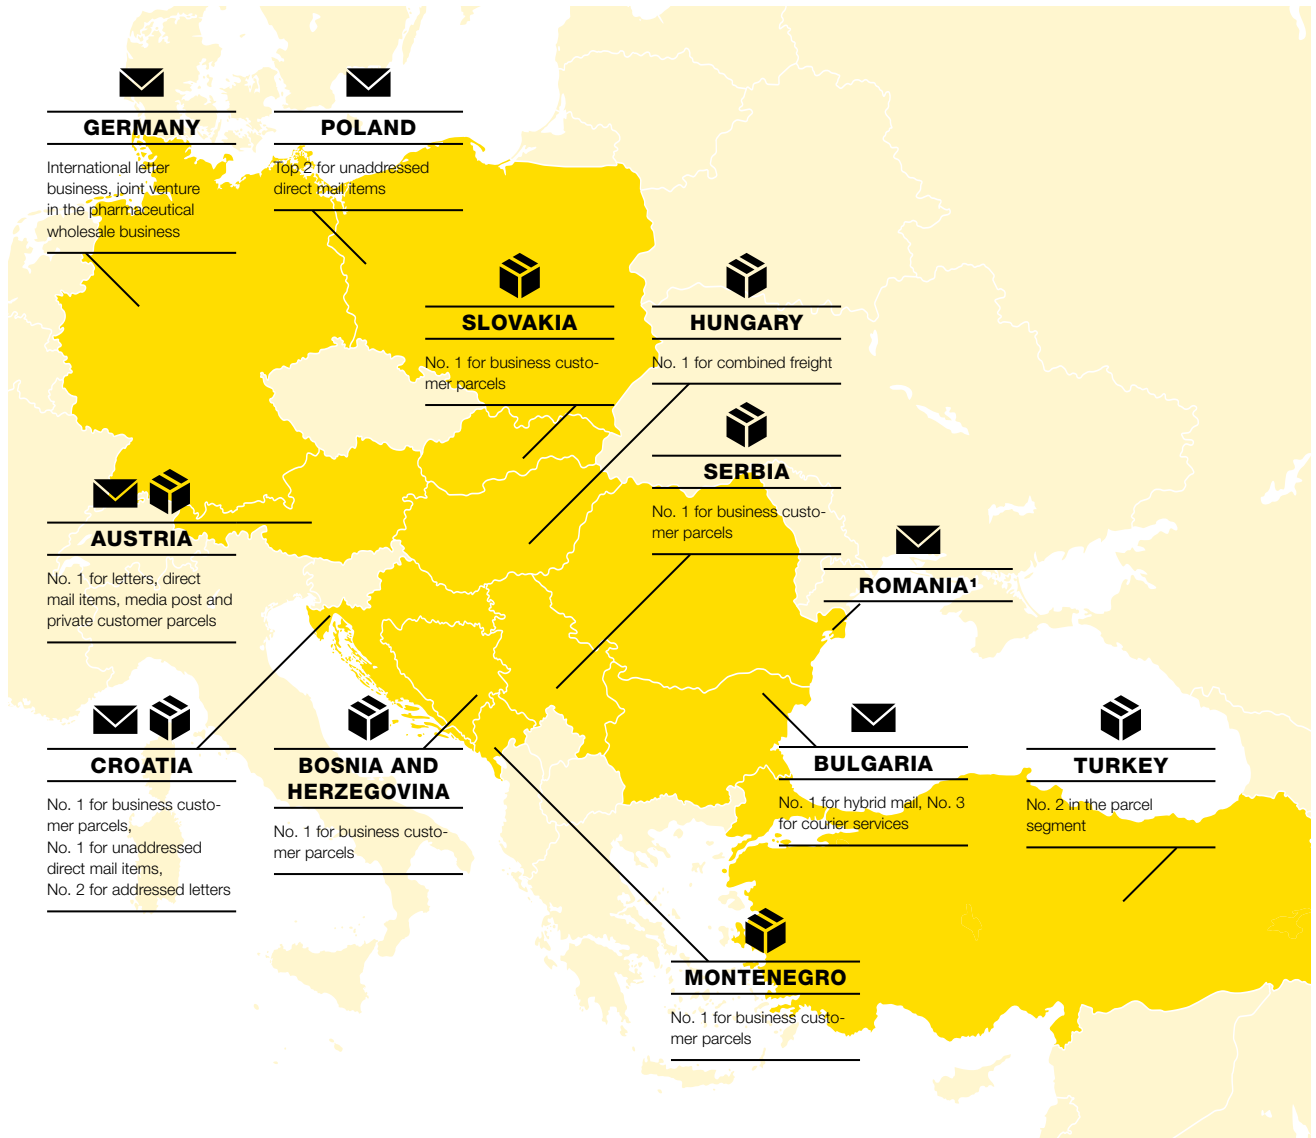 GERMANY
International letter
business, joint venture
in the pharmaceutical
wholesale business
POLAND
Top 2 for unaddressed
direct mail items
SLOVAKIA
No. 1 for business custo-
mer parcels
HUNGARY
No. 1 for combined freight
SERBIA
No. 1 for business custo-
mer parcels
AUSTRIA
No. 1 for letters, direct
mail items, media post and
private customer parcels
ROMANIA¹
CROATIA
No. 1 for business custo-
mer parcels,
No. 1 for unaddressed
direct mail items,
No. 2 for addressed letters
BOSNIA AND
HERZEGOVINA
No. 1 for business custo-
mer parcels
BULGARIA
No. 1 for hybrid mail, No. 3
for courier services
TURKEY
No. 2 in the parcel
segment
MONTENEGRO
No. 1 for business custo-
mer parcels